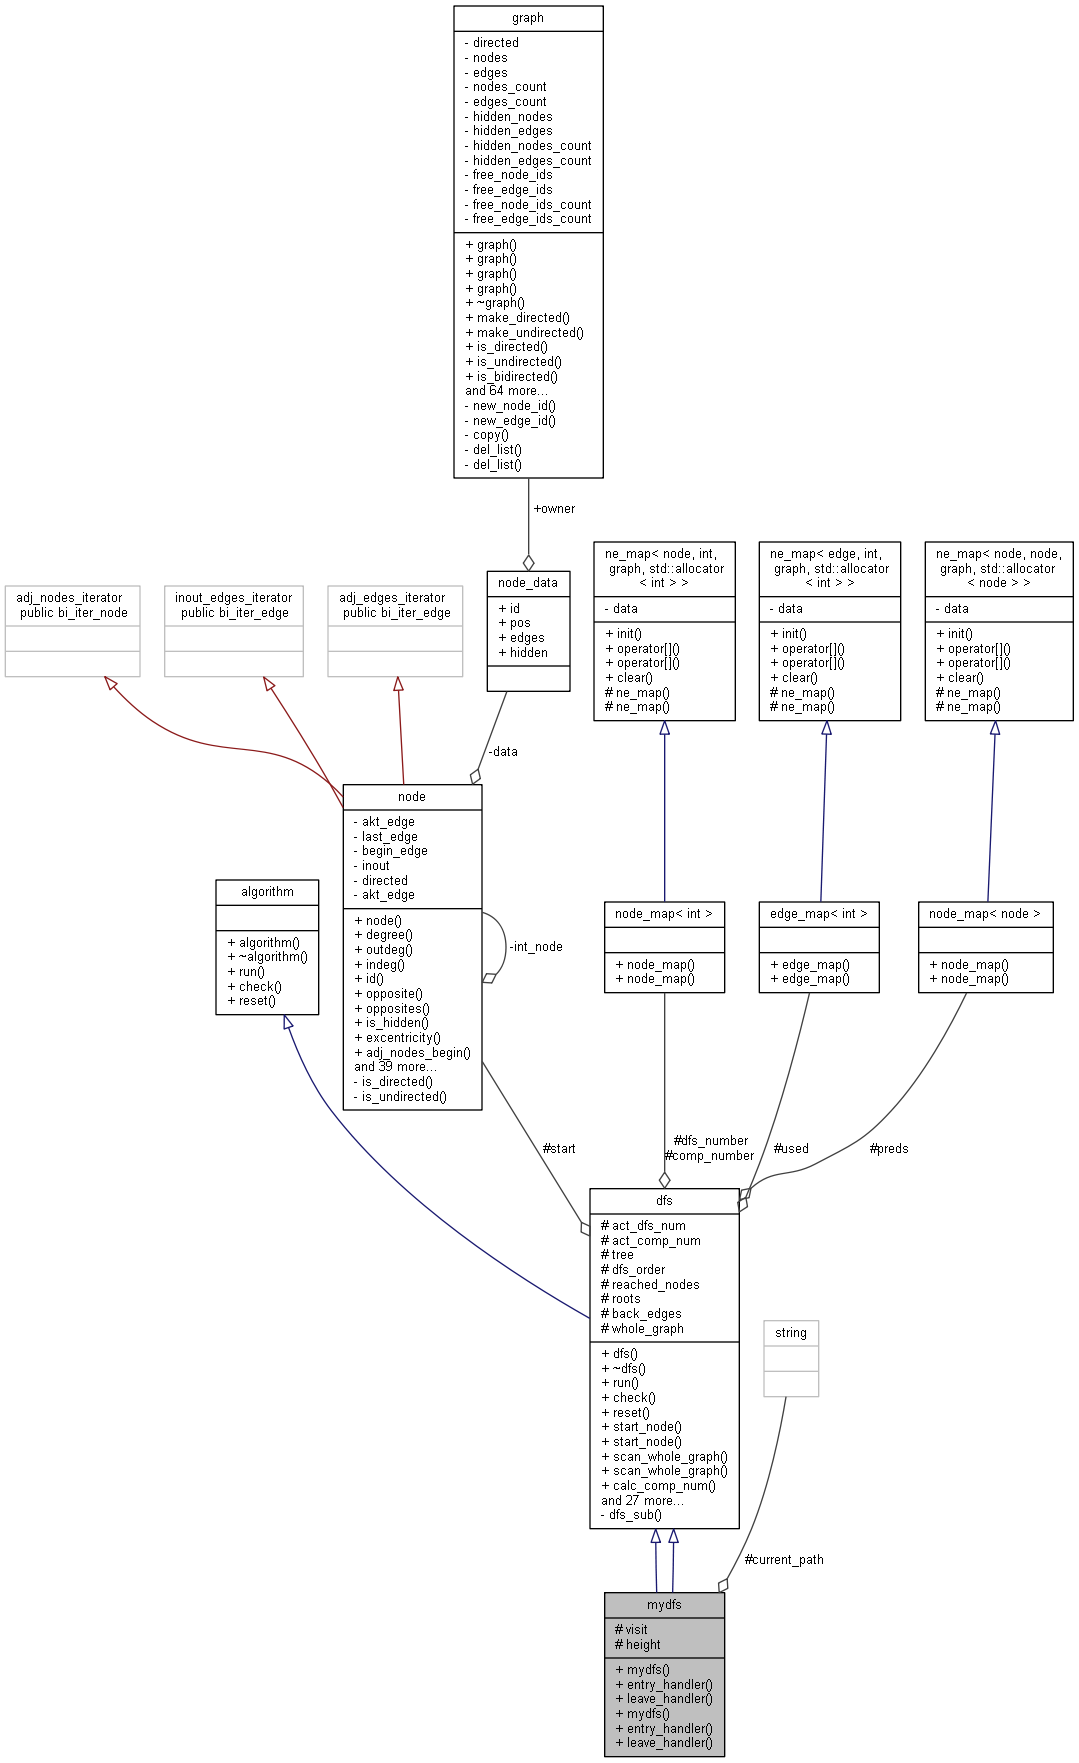 graph
- directed
- nodes
- edges
- nodes_count
- edges_count
- hidden_nodes
- hidden_edges
- hidden_nodes_count
- hidden_edges_count
- free_node_ids
- free_edge_ids
- free_node_ids_count
- free_edge_ids_count
+ graph()
+ graph()
+ graph()
+ graph()
+ ~graph()
+ make_directed()
+ make_undirected()
+ is_directed()
+ is_undirected()
+ is_bidirected()
and 64 more...
- new_node_id()
- new_edge_id()
- copy()
- del_list()
- del_list()
+owner
adj_nodes_iterator
public bi_iter_node
inout_edges_iterator
public bi_iter_edge
adj_edges_iterator
public bi_iter_edge
node_data
+ id
+ pos
+ edges
+ hidden
ne_map< node, int,
graph, std::allocator
< int > >
- data
+ init()
+ operator[]()
+ operator[]()
+ clear()
# ne_map()
# ne_map()
ne_map< edge, int,
graph, std::allocator
< int > >
- data
+ init()
+ operator[]()
+ operator[]()
+ clear()
# ne_map()
# ne_map()
ne_map< node, node,
graph, std::allocator
< node > >
- data
+ init()
+ operator[]()
+ operator[]()
+ clear()
# ne_map()
# ne_map()
-data
node
- akt_edge
- last_edge
- begin_edge
- inout
- directed
- akt_edge
+ node()
+ degree()
+ outdeg()
+ indeg()
+ id()
+ opposite()
+ opposites()
+ is_hidden()
+ excentricity()
+ adj_nodes_begin()
and 39 more...
- is_directed()
- is_undirected()
-int_node
algorithm
+ algorithm()
+ ~algorithm()
+ run()
+ check()
+ reset()
node_map< int >
+ node_map()
+ node_map()
edge_map< int >
+ edge_map()
+ edge_map()
node_map< node >
+ node_map()
+ node_map()
#start
#dfs_number
#comp_number
#used
#preds
dfs
# act_dfs_num
# act_comp_num
# tree
# dfs_order
# reached_nodes
# roots
# back_edges
# whole_graph
+ dfs()
+ ~dfs()
+ run()
+ check()
+ reset()
+ start_node()
+ start_node()
+ scan_whole_graph()
+ scan_whole_graph()
+ calc_comp_num()
and 27 more...
- dfs_sub()
string
#current_path
mydfs
# visit
# height
+ mydfs()
+ entry_handler()
+ leave_handler()
+ mydfs()
+ entry_handler()
+ leave_handler()